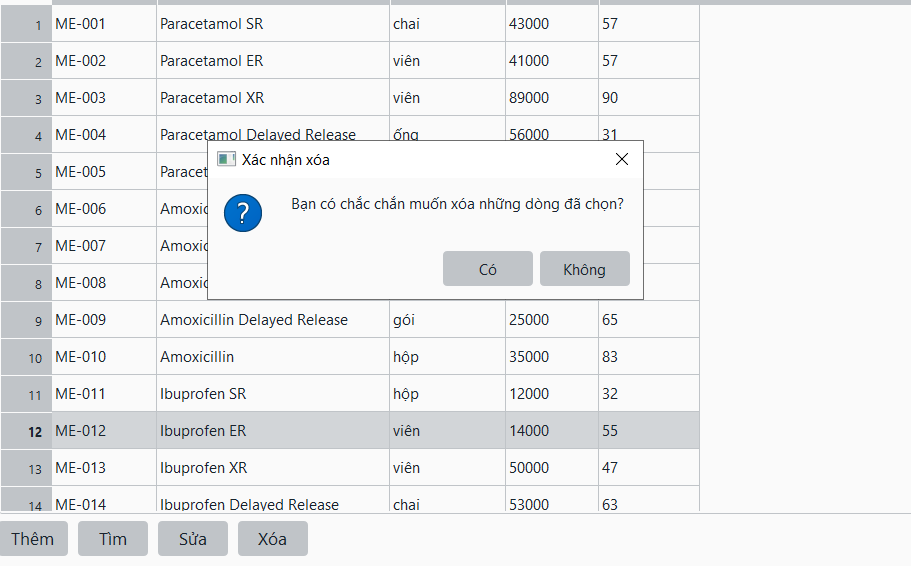 1 ME-001 Paracetamol SR chai 43000 57
2 ME-002 Paracetamol ER viên 41000 57
3 ME-003 Paracetamol XR viên 89000 90
4 ME-004 Paracetamol Delayed Release ống 56000 31
Xác nhận xóa
5 ME-005
6 ME-006
7 ME-007
8 ME-008
Bạn có chắc chắn muốn xóa những dòng đã chọn?
Có Không
9 ME-009 Amoxicillin Delayed Release gói 25000 65
10 ME-010 Amoxicillin hộp 35000 83
11 ME-011 Ibuprofen SR hộp 12000 32
12 ME-012 Ibuprofen ER viên 14000 55
13 ME-013 Ibuprofen XR viên 50000 47
14 ME-014 Ibuprofen Delayed Release chai 53000 63
Thêm Tìm Sửa Xóa